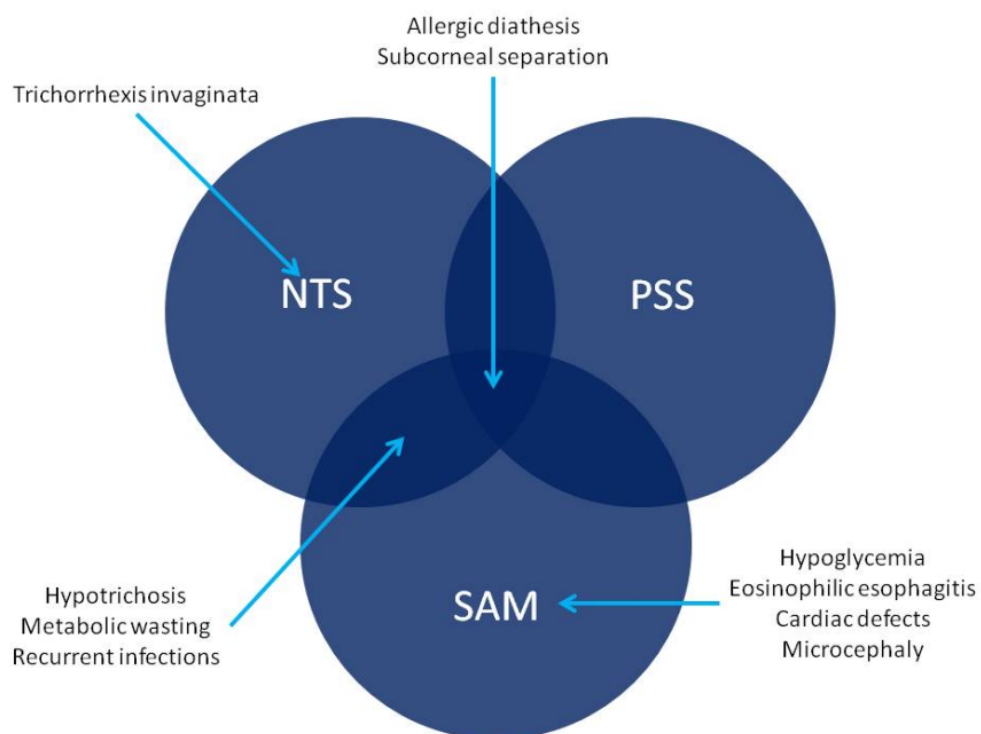 Allergic diathesis
Subcorneal separation
Trichorrhexis invaginata
NTS
PSS
Hypotrichosis
Metabolic wasting
Recurrent infections
SAM
Hypoglycemia
Eosinophilic esophagitis
Cardiac defects
Microcephaly